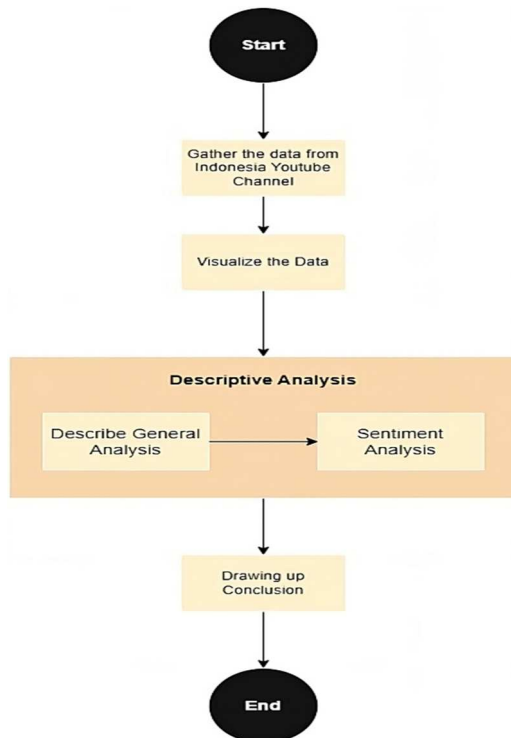 Start
Gather the data from
Indonesia Youtube
Channel
Visualize the Data
Descriptive Analysis
Describe General
Analysis
Sentiment
Analysis
Drawing up
Conclusion
End